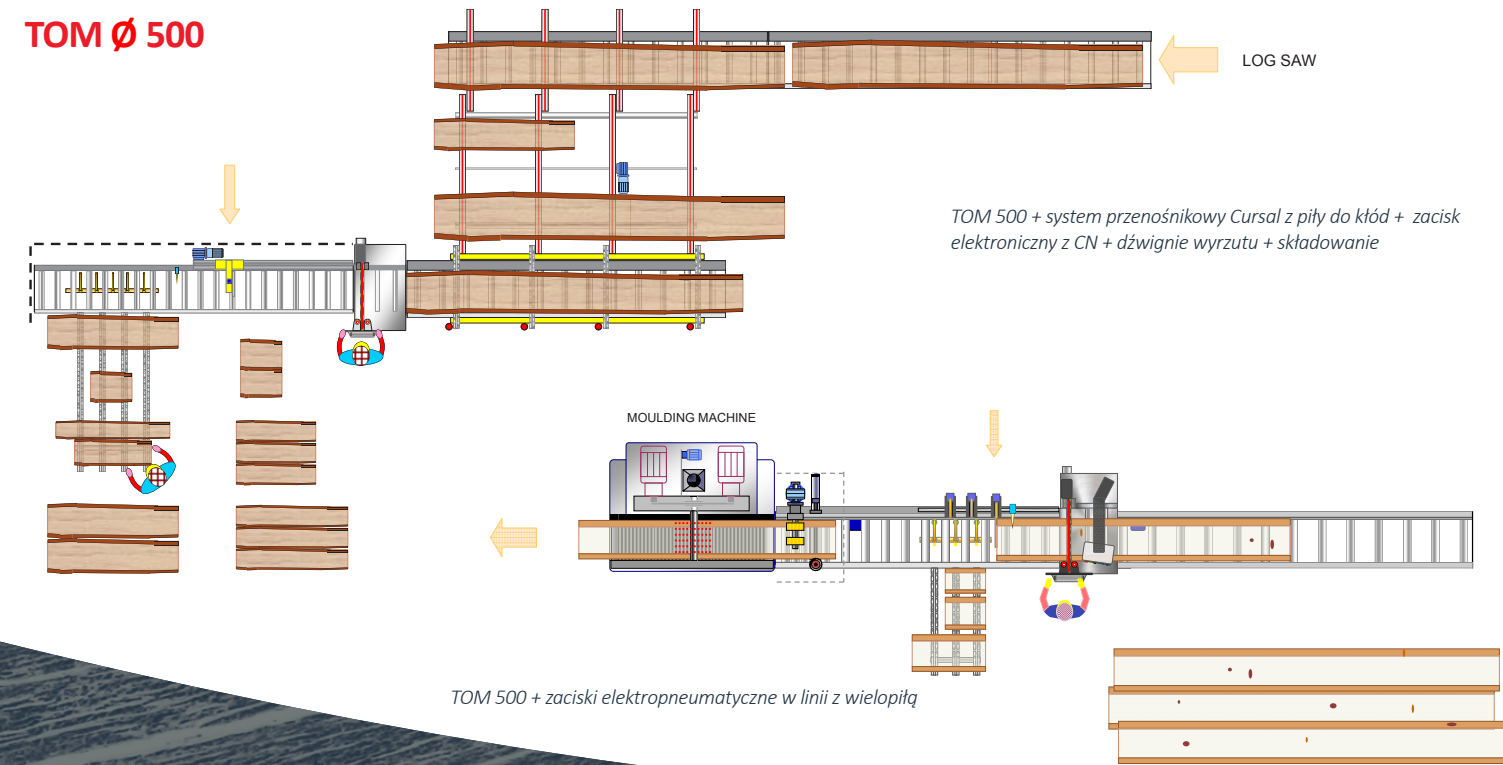 TOM Ø 500
LOG SAW
TOM 500 + system przenośnikowy Cursal z piły do kłód + zacisk
elektroniczny z CN + dźwignie wyrzutu + składowanie
MOULDING MACHINE
TOM 500 + zaciski elektropneumatyczne w linii z wielopiłą